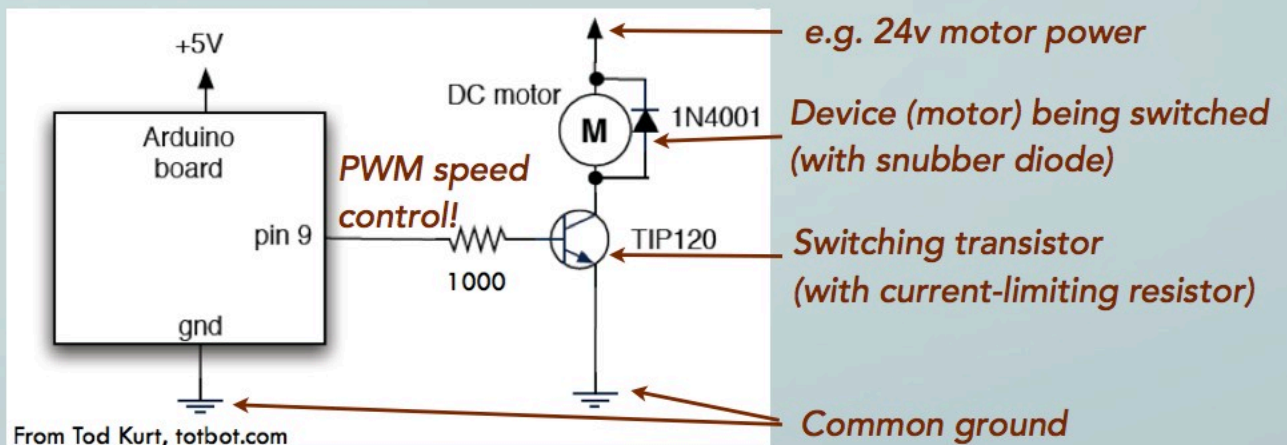 +5V
Arduino
board
pin 9
gnd
PWM speed
control!
1000
DC motor
M
1N4001
TIP120
e.g. 24v motor power
Device (motor) being switched
(with snubber diode)
Switching transistor
(with current-limiting resistor)
Common ground
From Tod Kurt, totbot.com